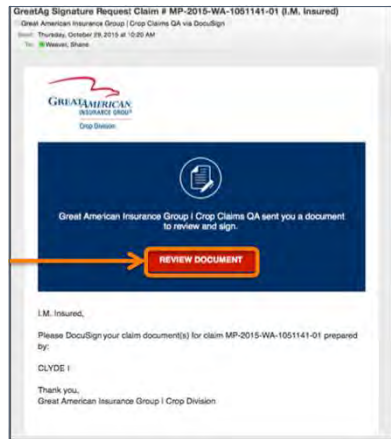 GreatAg Signature Request Claim # MP-2015-WA-1051141-01 (I.M. Insured)
Great American Insurance Group | Crop Claims QA via DocuSign
Sent: Thursday, October 29, 2015 at 10:20 AM
To: Weaver, Shane
GREATAMERICAN
INSURANCE GROUP
Crop Division
Great American Insurance Group | Crop Claims QA sent you a document
to review and sign.
REVIEW DOCUMENT
I.M. Insured,
Please DocuSign your claim document(s) for claim MP-2015-WA-1051141-01 prepared
by:
CLYDE I
Thank you,
Great American Insurance Group | Crop Division